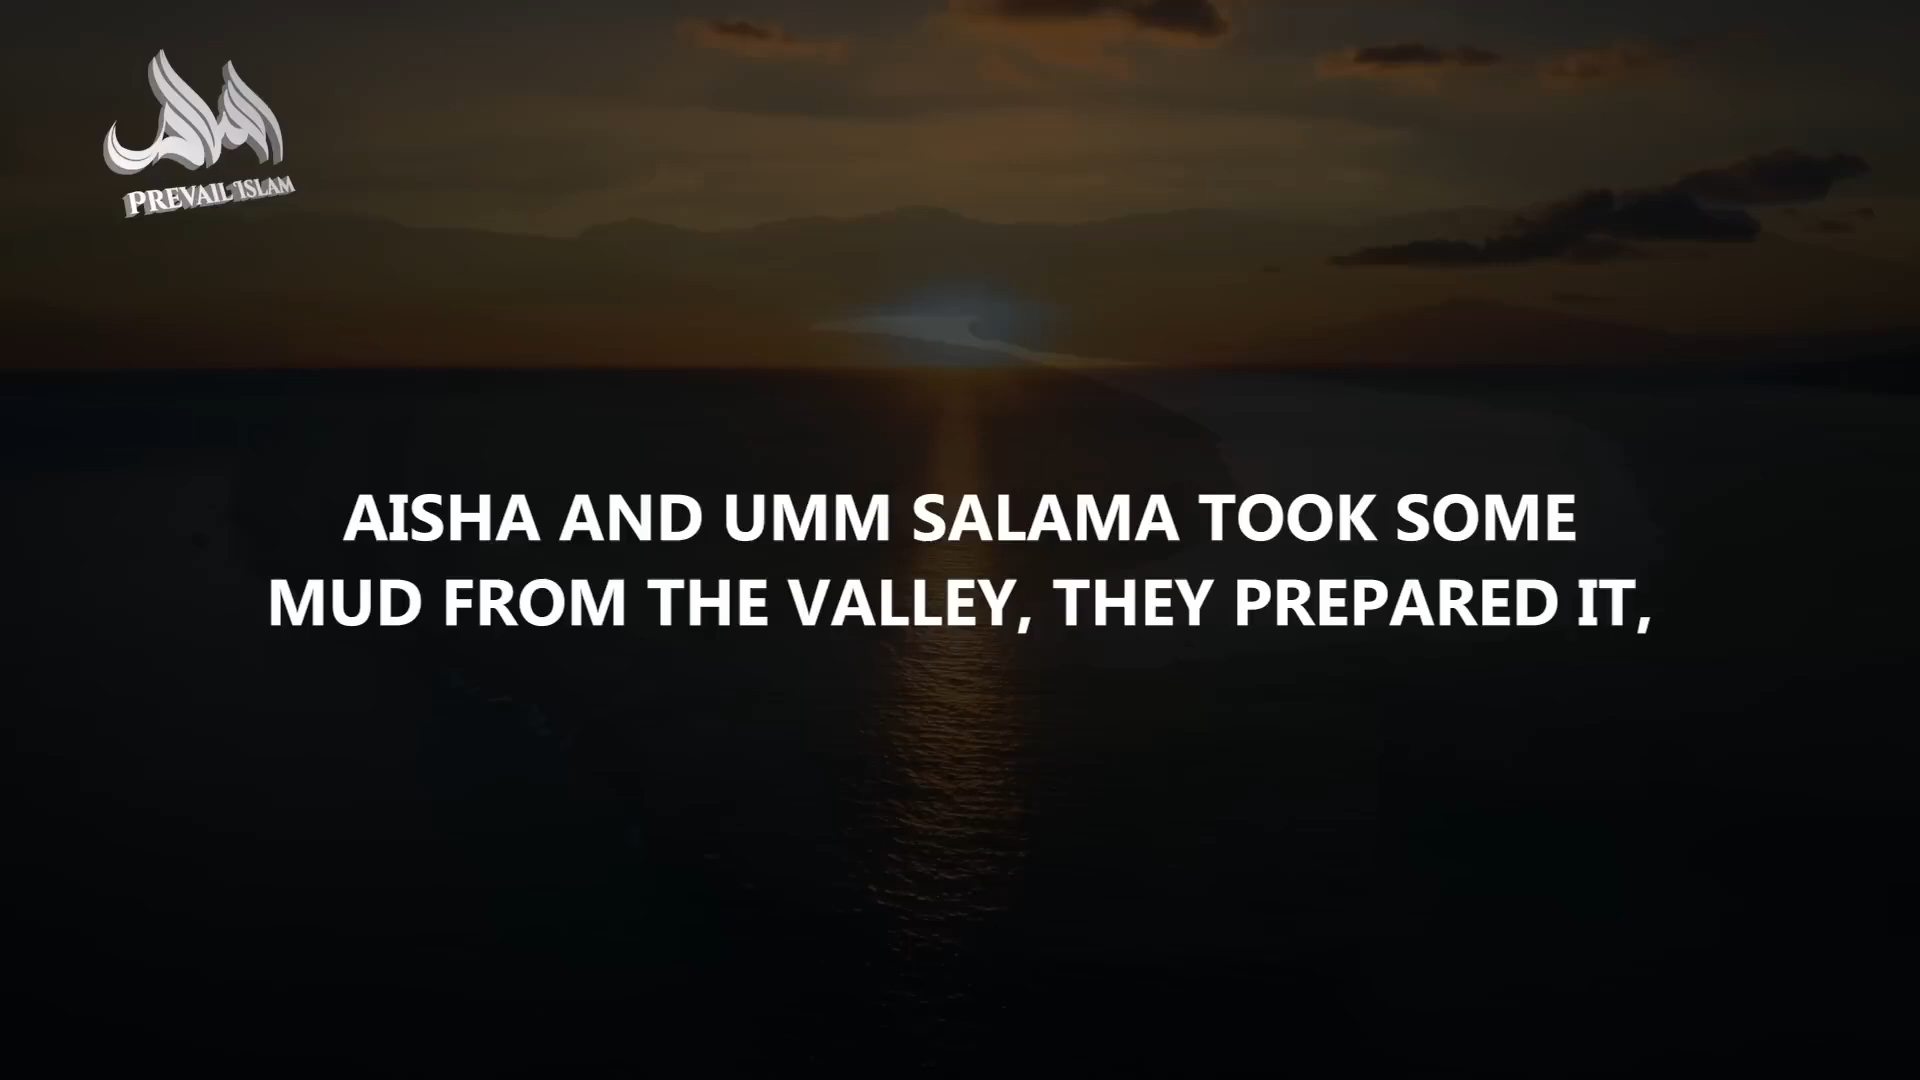 PREVAIL ISLAM
AISHA AND UMM SALAMA TOOK SOME
MUD FROM THE VALLEY, THEY PREPARED IT,